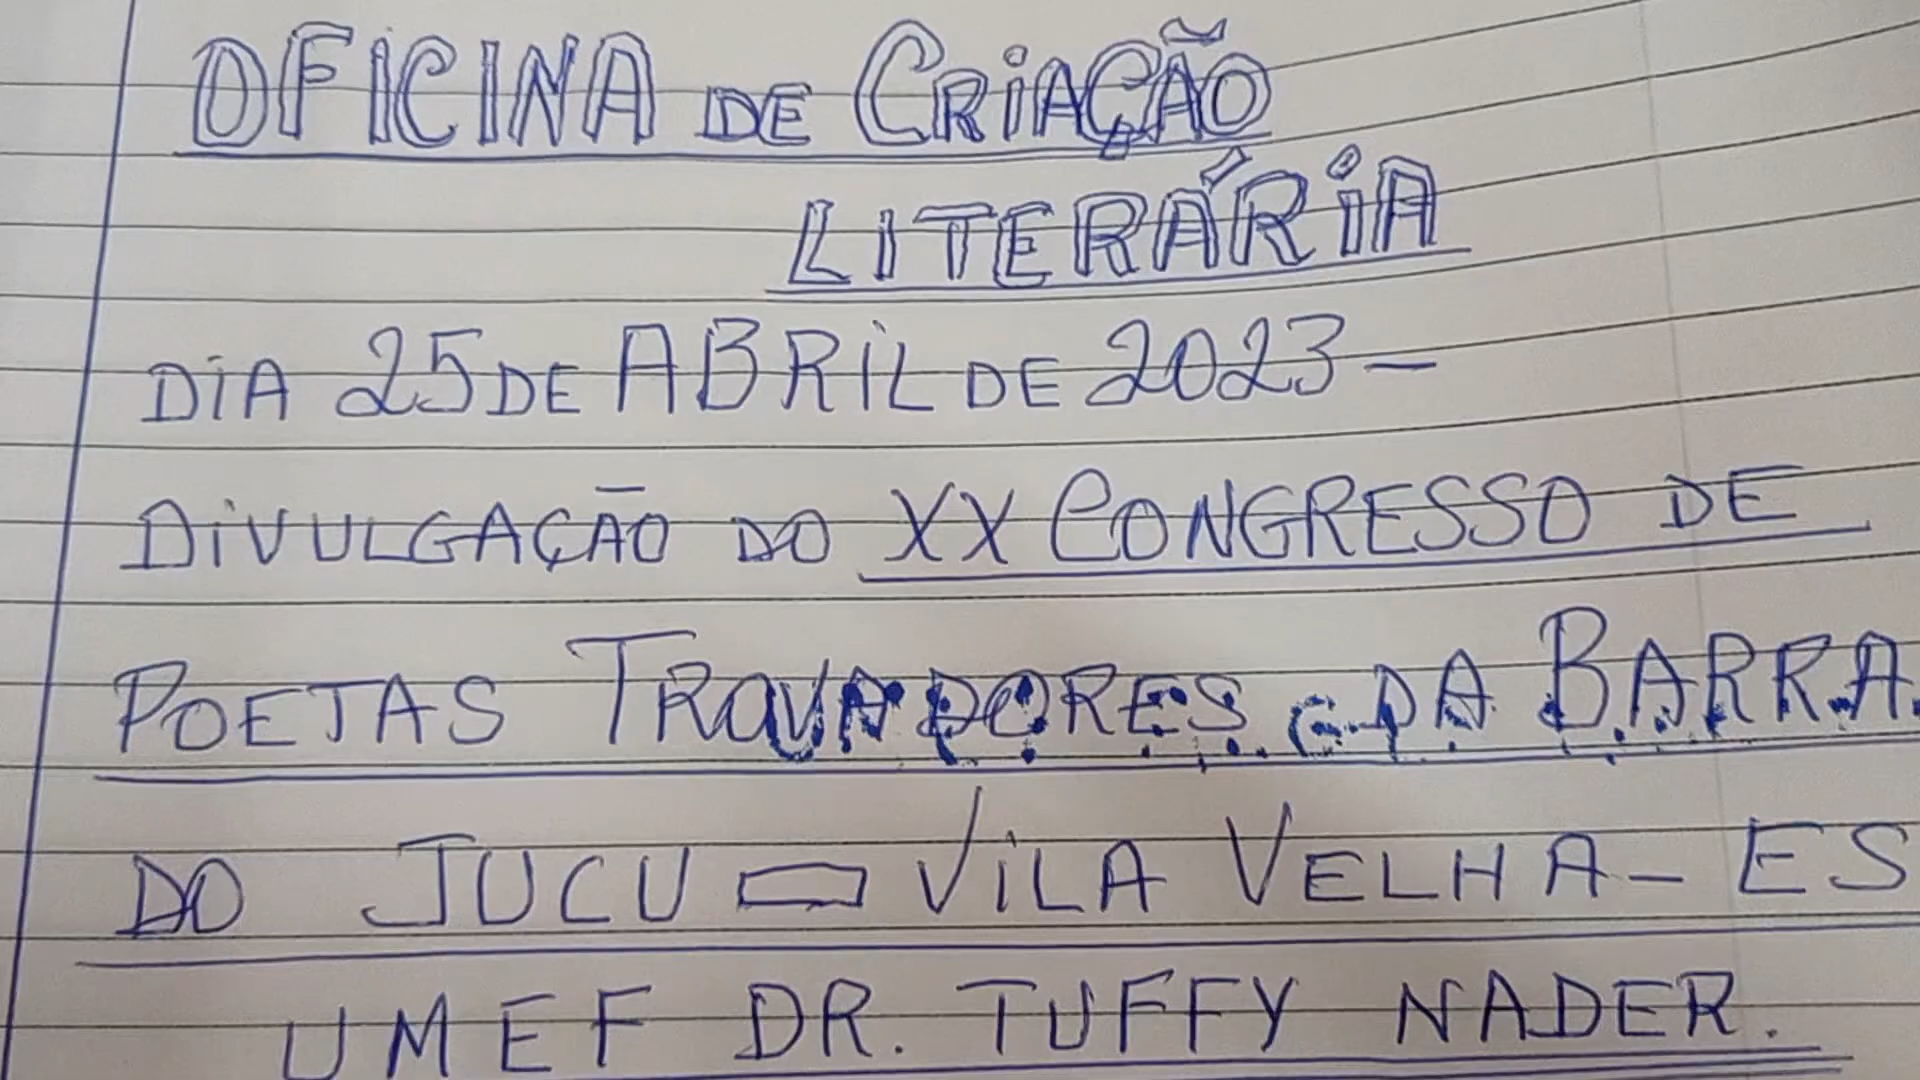 OFICINA DE CRIAÇÃO
LITERÁRIA
DIA 25 DE ABRIL DE 2023 -
DIVULGAÇÃO DO XX CONGRESSO DE
POETAS TROVADORES DA BARRA
DO JUCU - VILA VELHA - ES
UMEF DR. TUFFY NADER.